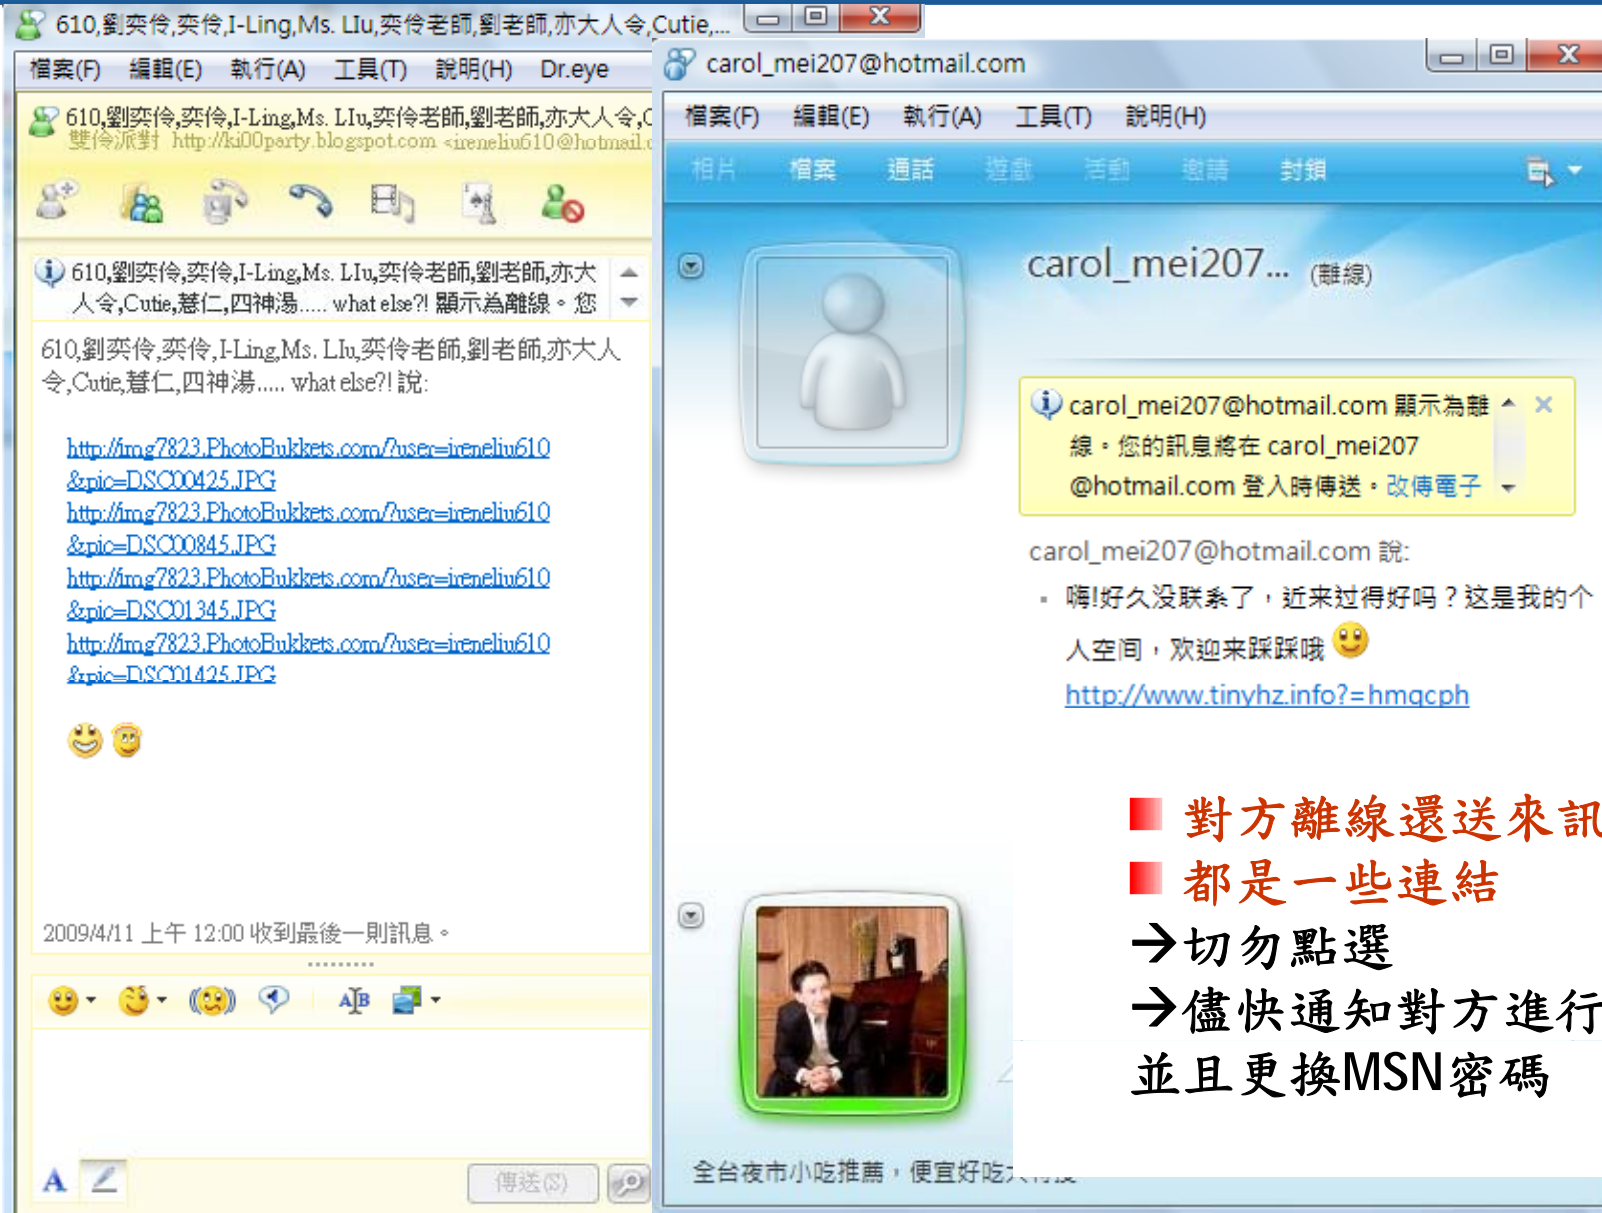 610,劉奕伶,奕伶,I-Ling,Ms. LIu,奕伶老師,劉老師,亦大人令,Cutie,...
檔案(F) 編輯(E) 執行(A) 工具(T) 說明(H) Dr.eye
610,劉奕伶,奕伶,I-Ling,Ms. LIu,奕伶老師,劉老師,亦大人令,C
雙伶派對 http://ki00party.blogspot.com <ireneliu610@hotmail.c
610,劉奕伶,奕伶,I-Ling,Ms. LIu,奕伶老師,劉老師,亦大
人令,Cutie,薏仁,四神湯..... what else?! 顯示為離線。您
610,劉奕伶,奕伶,I-Ling,Ms. LIu,奕伶老師,劉老師,亦大人
令,Cutie,薏仁,四神湯..... what else?! 說:
http://img7823.PhotoBukkets.com/?user=ireneliu610
&pic=DSC00425.JPG
http://img7823.PhotoBukkets.com/?user=ireneliu610
&pic=DSC00845.JPG
http://img7823.PhotoBukkets.com/?user=ireneliu610
&pic=DSC01345.JPG
http://img7823.PhotoBukkets.com/?user=ireneliu610
&pic=DSC01425.JPG
2009/4/11 上午 12:00 收到最後一則訊息。
傳送(S)
carol_mei207@hotmail.com
檔案(F) 編輯(E) 執行(A) 工具(T) 說明(H)
相片 檔案 通話 遊戲 活動 邀請 封鎖
carol_mei207... (離線)
carol_mei207@hotmail.com 顯示為離
線。您的訊息將在 carol_mei207
@hotmail.com 登入時傳送。改傳電子
carol_mei207@hotmail.com 說:
嗨!好久没联系了，近来过得好吗？这是我的个
人空间，欢迎来踩踩哦
http://www.tinyhz.info?=hmqcph
對方離線還送來訊
都是一些連結
→切勿點選
→儘快通知對方進行
並且更換MSN密碼
全台夜市小吃推薦，便宜好吃